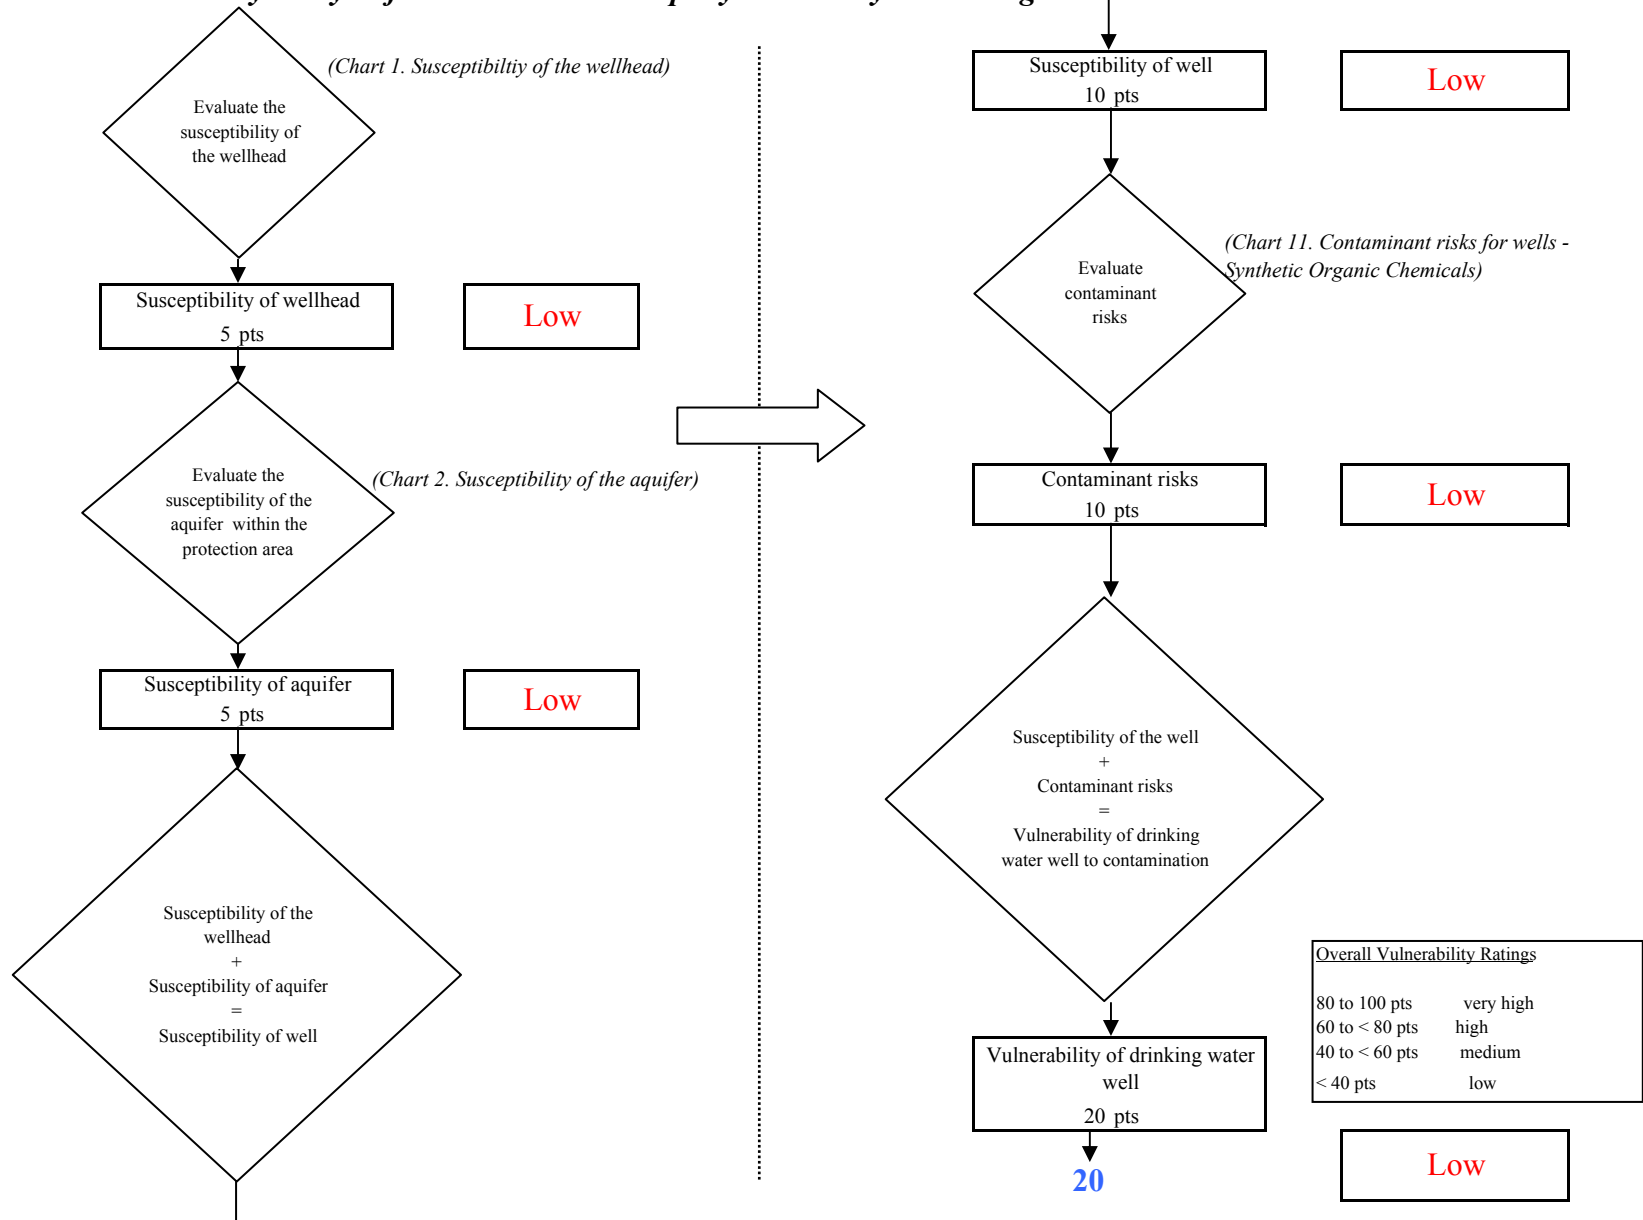 (Chart 1. Susceptibiltiy of the wellhead)
Evaluate the
susceptibility of
the wellhead
Susceptibility of wellhead
5 pts
Low
Evaluate the
susceptibility of the
aquifer within the
protection area
(Chart 2. Susceptibility of the aquifer)
Susceptibility of aquifer
5 pts
Low
Susceptibility of the
wellhead
+
Susceptibility of aquifer
=
Susceptibility of well
Susceptibility of well
10 pts
Low
(Chart 11. Contaminant risks for wells -
Synthetic Organic Chemicals)
Evaluate
contaminant
risks
Contaminant risks
10 pts
Low
Susceptibility of the well
+
Contaminant risks
=
Vulnerability of drinking
water well to contamination
Overall Vulnerability Ratings
80 to 100 pts very high
60 to < 80 pts high
40 to < 60 pts medium
< 40 pts low
Vulnerability of drinking water
well
20 pts
20
Low